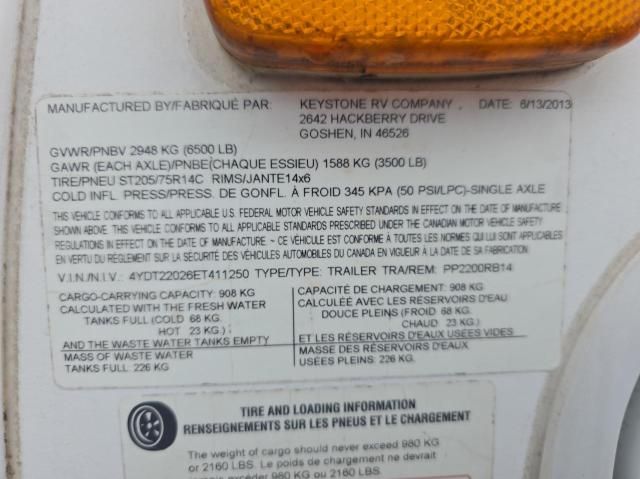 MANUFACTURED BY/FABRIQUÉ PAR: KEYSTONE RV COMPANY DATE: 6/13/2013
2642 HACKBERRY DRIVE
GOSHEN, IN 46526
GVWR/PNBV 2948 KG (6500 LB)
GAWR (EACH AXLE)/PNBE(CHAQUE ESSIEU) 1588 KG (3500 LB)
TIRE/PNEU ST205/75R14C RIMS/JANTE14x6
COLD INFL. PRESS/PRESS. DE GONFL. À FROID 345 KPA (50 PSI/LPC)-SINGLE AXLE
THIS VEHICLE CONFORMS TO ALL APPLICABLE U.S. FEDERAL MOTOR VEHICLE SAFETY STANDARDS IN EFFECT ON THE DATE OF MANUFACTURE
SHOWN ABOVE. THIS VEHICLE CONFORMS TO ALL APPLICABLE STANDARDS PRESCRIBED UNDER THE CANADIAN MOTOR VEHICLE SAFETY
REGULATIONS IN EFFECT ON THE DATE OF MANUFACTURE ~ CE VÉHICULE EST CONFORME À TOUTES LES NORMES QUI LUI SONT APPLICABLES
EN VERTU DU RÈGLEMENT SUR LA SÉCURITÉ DES VÉHICULES AUTOMOBILES DU CANADA EN VIGUEUR À LA DATE DE SA FABRICATION.
V.I.N./N.I.V.: 4YDT22026ET411250 TYPE/TYPE: TRAILER TRA/REM: PP2200RB14
CARGO-CARRYING CAPACITY: 908 KG
CALCULATED WITH THE FRESH WATER
TANKS FULL (COLD 68 KG.
HOT 23 KG.)
AND THE WASTE WATER TANKS EMPTY
MASS OF WASTE WATER
TANKS FULL: 226 KG
CAPACITÉ DE CHARGEMENT: 908 KG
CALCULÉE AVEC LES RÉSERVOIRS D'EAU
DOUCE PLEINS (FROID 68 KG.
CHAUD 23 KG.)
ET LES RÉSERVOIRS D'EAUX USÉES VIDES
MASSE DES RÉSERVOIRS D'EAUX
USÉES PLEINS: 226 KG.
TIRE AND LOADING INFORMATION
RENSEIGNEMENTS SUR LES PNEUS ET LE CHARGEMENT
The weight of cargo should never exceed 980 KG
or 2160 LBS. Le poids de chargement ne devrait
jamais excéder 980 KG ou 2160 LBS.